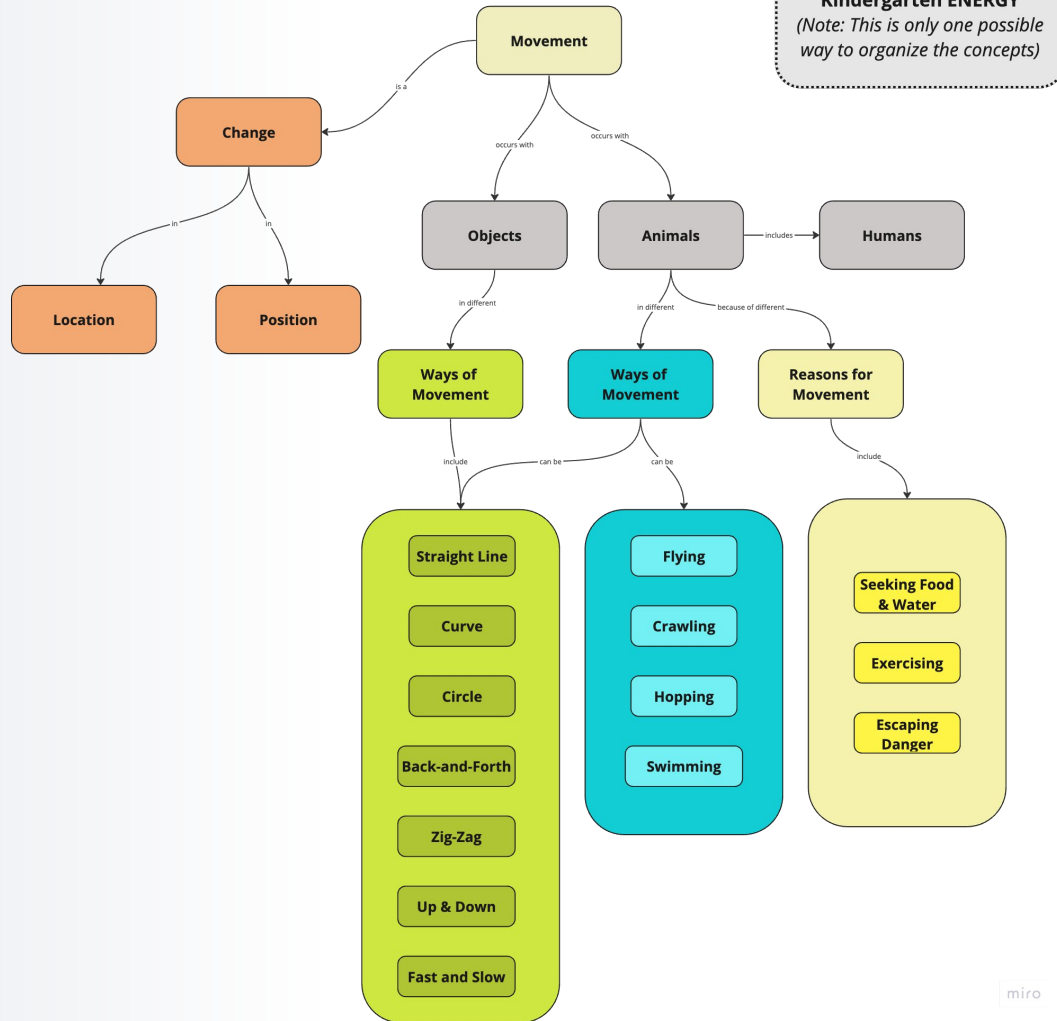 Kindergarten ENERGY
(Note: This is only one possible
way to organize the concepts)
Movement
is a
occurs with
occurs with
Change
in
in
Location
Position
Objects
Animals
includes
Humans
in different
in different
because of different
Ways of
Movement
Ways of
Movement
Reasons for
Movement
include
can be
can be
include
Straight Line
Curve
Circle
Back-and-Forth
Zig-Zag
Up & Down
Fast and Slow
Flying
Crawling
Hopping
Swimming
Seeking Food
& Water
Exercising
Escaping
Danger
miro